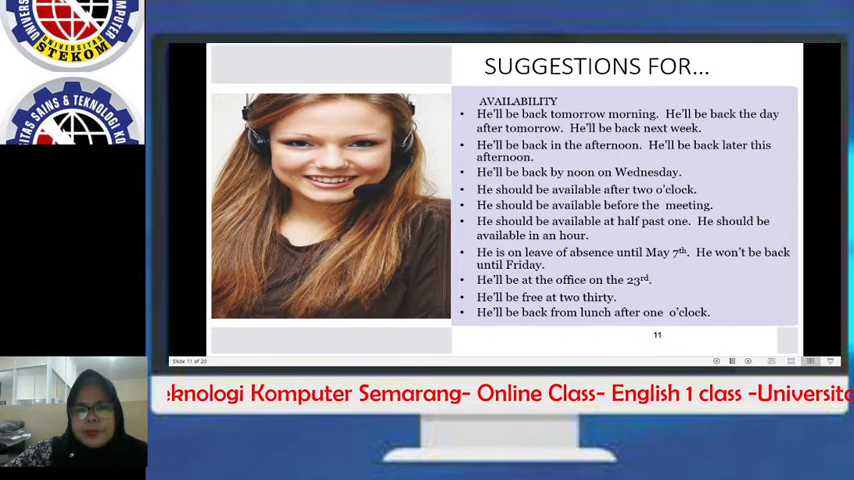 UNIVERSITAS
STEKOM
SUGGESTIONS FOR...
AVAILABILITY
• He'll be back tomorrow morning. He'll be back the day
after tomorrow. He'll be back next week.
• He'll be back in the afternoon. He'll be back later this
afternoon.
• He'll be back by noon on Wednesday.
• He should be available after two o'clock.
• He should be available before the meeting.
• He should be available at half past one. He should be
available in an hour.
• He is on leave of absence until May 7th. He won't be back
until Friday.
• He'll be at the office on the 23rd.
• He'll be free at two thirty.
• He'll be back from lunch after one o'clock.
11
Slide 11 of 20
eknologi Komputer Semarang- Online Class- English 1 class -Universita